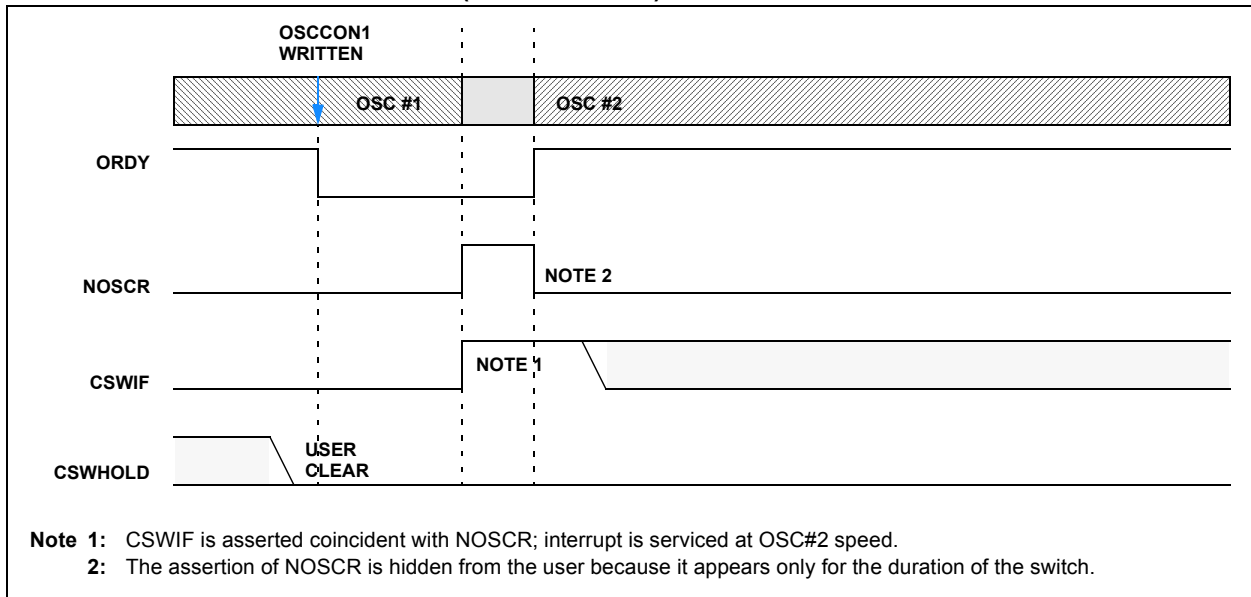 OSCCON1
WRITTEN
OSC #1
OSC #2
ORDY
NOSCR
NOTE 2
CSWIF
NOTE 1
CSWHOLD
USER
CLEAR
Note 1: CSWIF is asserted coincident with NOSCR; interrupt is serviced at OSC#2 speed.
2: The assertion of NOSCR is hidden from the user because it appears only for the duration of the switch.